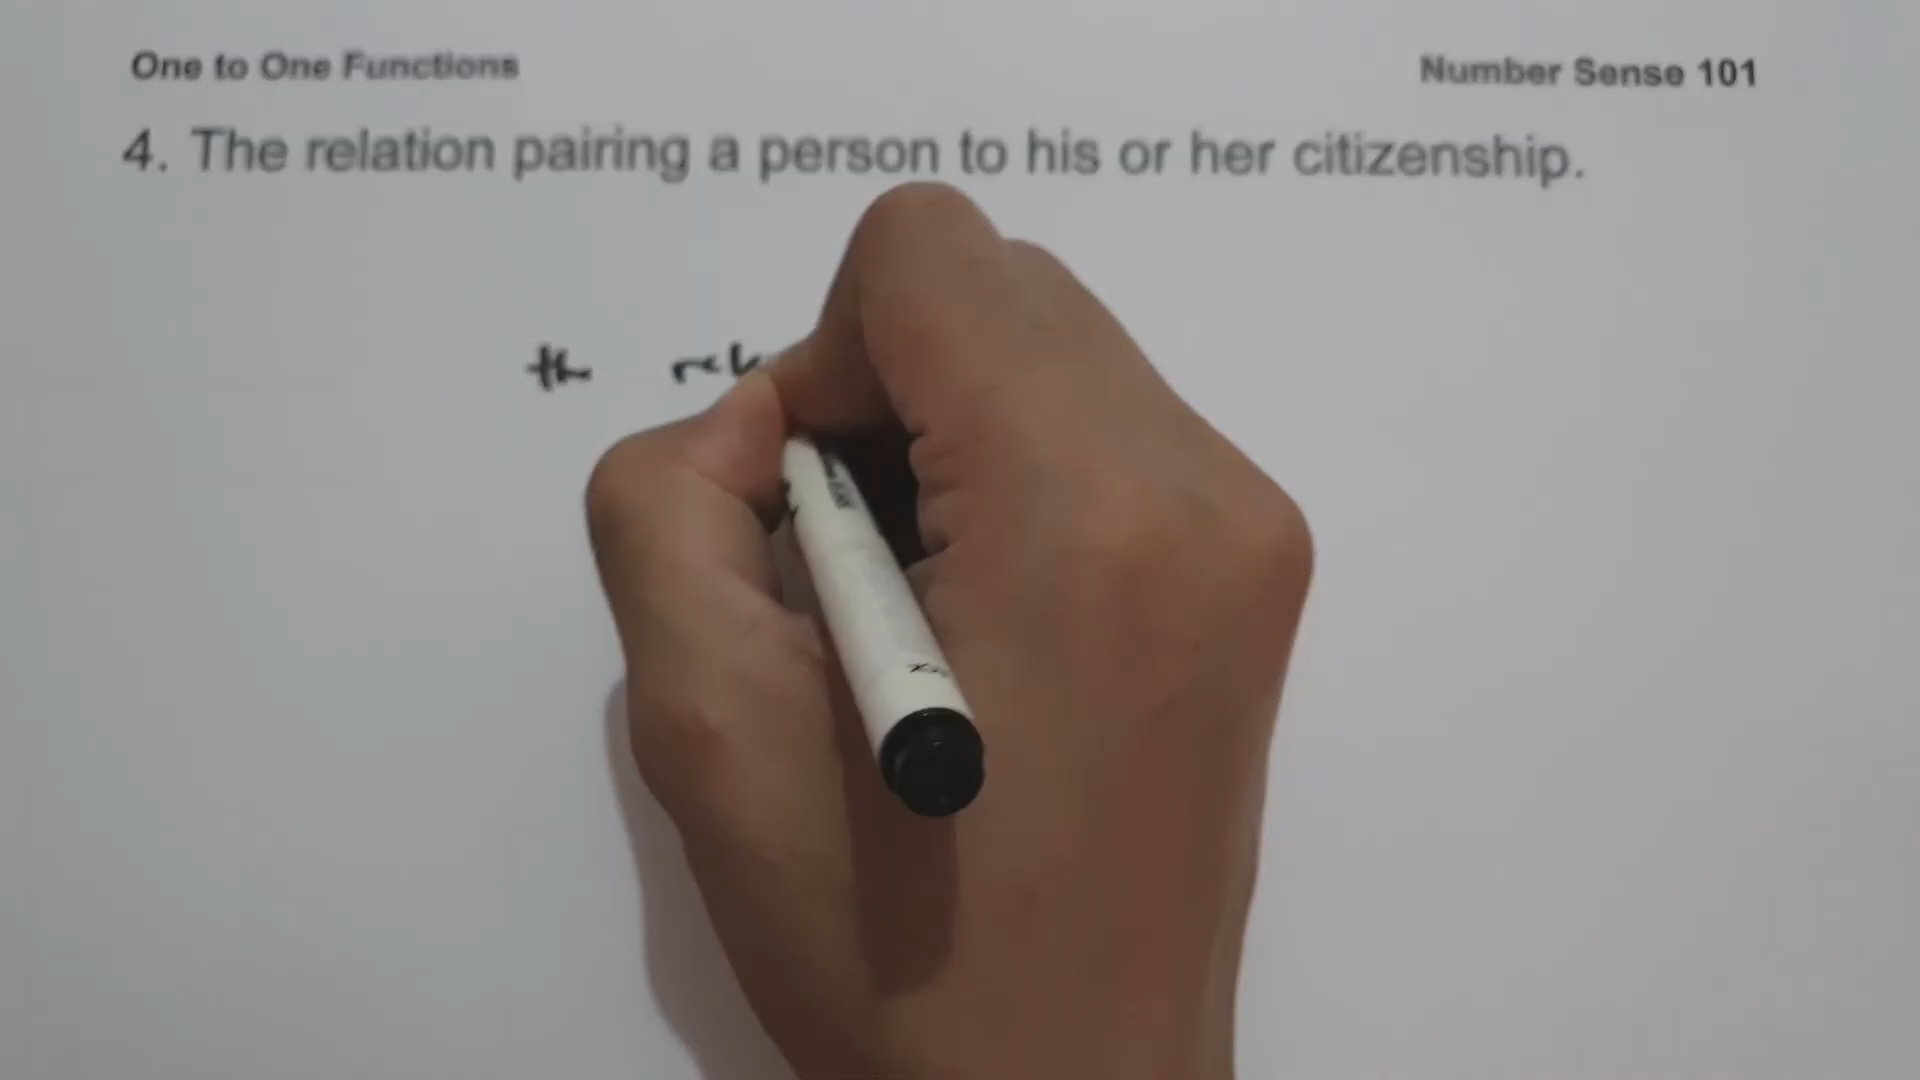 One to One Functions
Number Sense 101
4. The relation pairing a person to his or her citizenship.
the